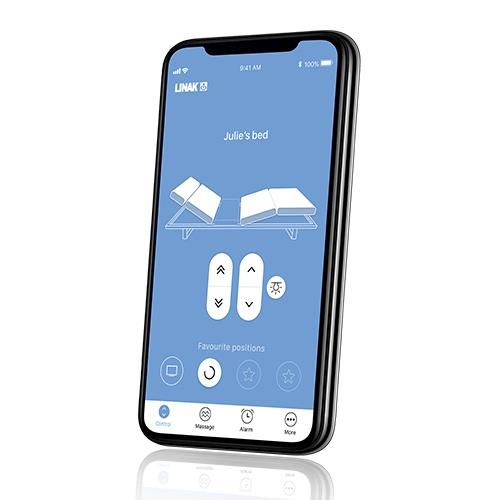 9:41 AM
100%
LINAK
Julie's bed
Favourite positions
Control
Massage
Alarm
More